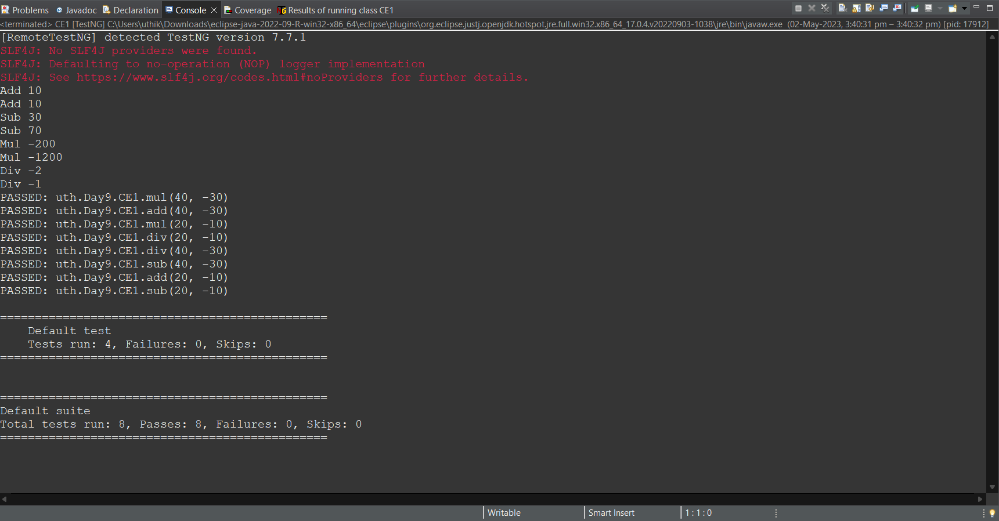 Problems Javadoc Declaration Console Coverage Results of running class CE1
<terminated> CE1 [TestNG] C:\Users\uthik\Downloads\eclipse-java-2022-09-R-win32-x86_64\eclipse\plugins\org.eclipse.justj.openjdk.hotspot.jre.full.win32.x86_64_17.0.4.v20220903-1038\jre\bin\javaw.exe (02-May-2023, 3:40:31 pm – 3:40:32 pm) [pid: 17912]
[RemoteTestNG] detected TestNG version 7.7.1
SLF4J: No SLF4J providers were found.
SLF4J: Defaulting to no-operation (NOP) logger implementation
SLF4J: See https://www.slf4j.org/codes.html#noProviders for further details.
Add 10
Add 10
Sub 30
Sub 70
Mul -200
Mul -1200
Div -2
Div -1
PASSED: uth.Day9.CE1.mul(40, -30)
PASSED: uth.Day9.CE1.add(40, -30)
PASSED: uth.Day9.CE1.mul(20, -10)
PASSED: uth.Day9.CE1.div(20, -10)
PASSED: uth.Day9.CE1.div(40, -30)
PASSED: uth.Day9.CE1.sub(40, -30)
PASSED: uth.Day9.CE1.add(20, -10)
PASSED: uth.Day9.CE1.sub(20, -10)
===============================================
Default test
Tests run: 4, Failures: 0, Skips: 0
===============================================
===============================================
Default suite
Total tests run: 8, Passes: 8, Failures: 0, Skips: 0
===============================================
Writable Smart Insert 1 : 1 : 0